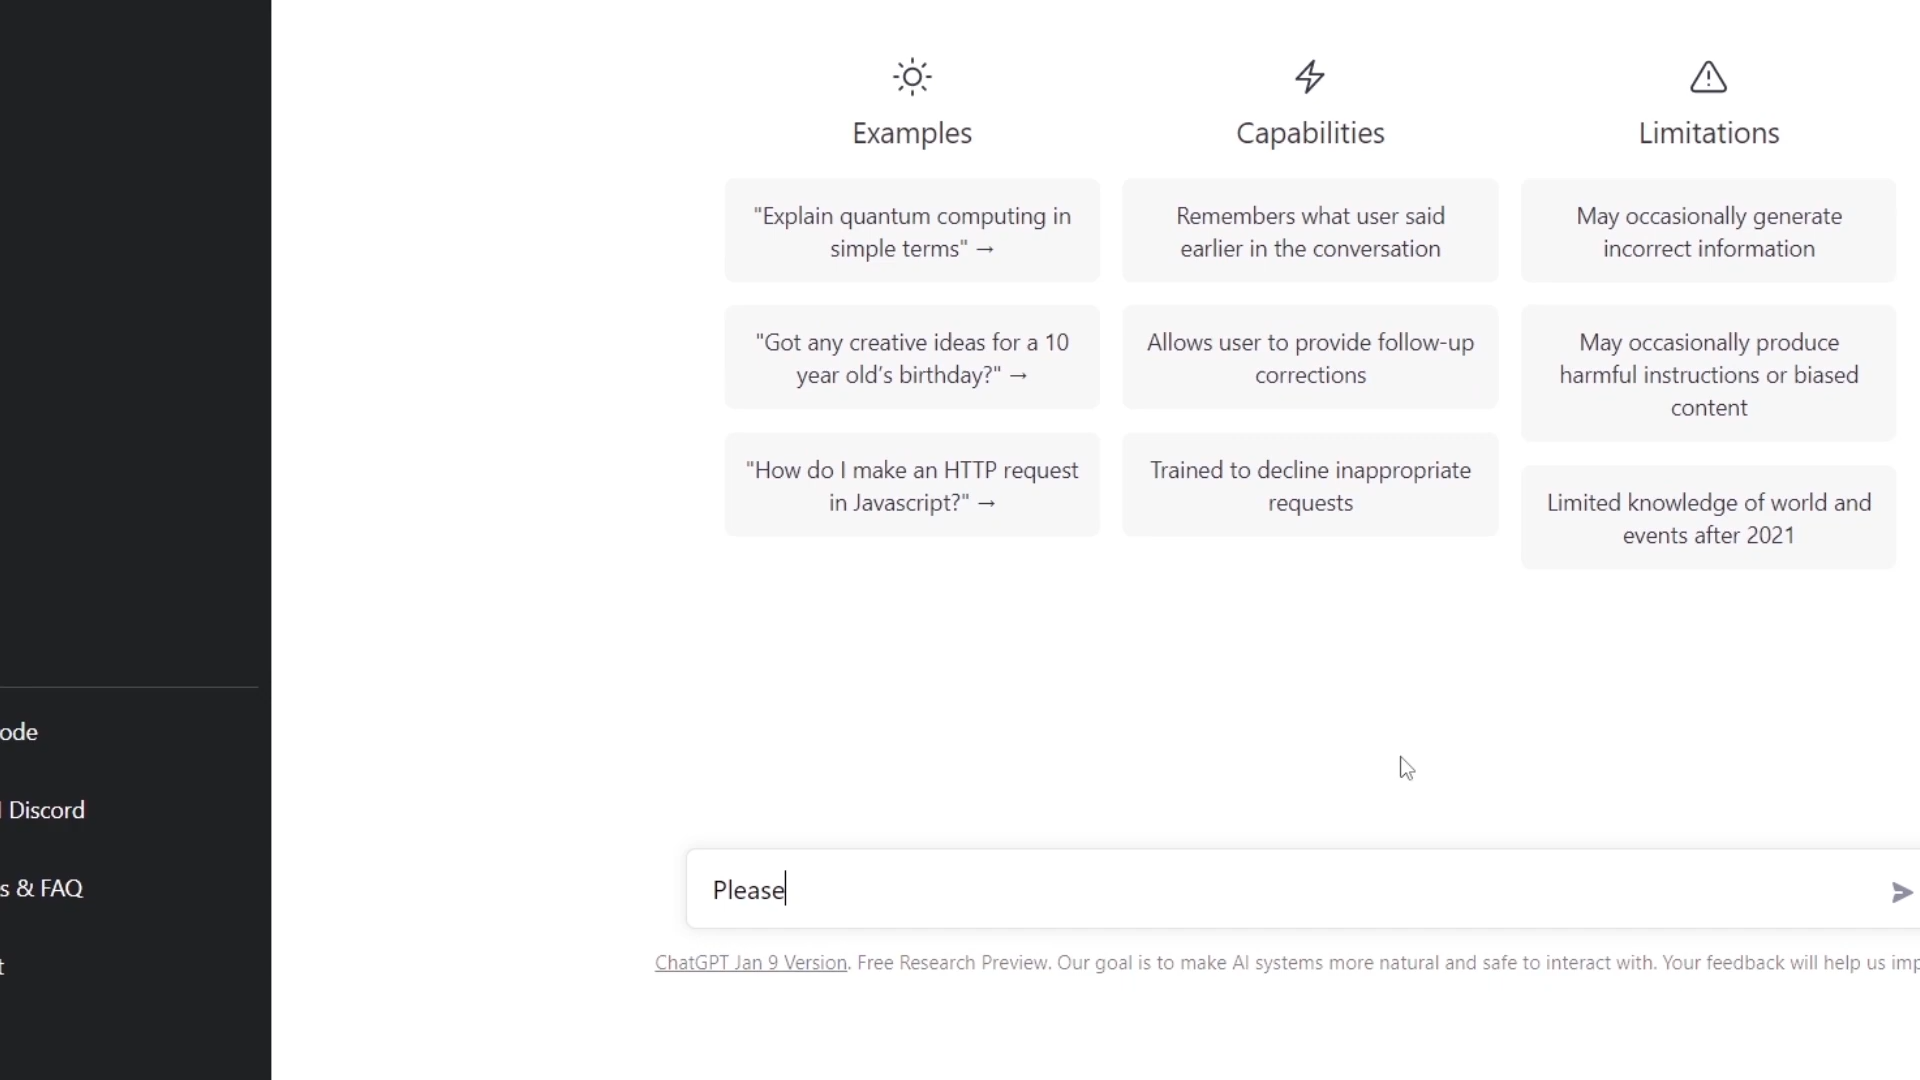 Examples
"Explain quantum computing in
simple terms" →
"Got any creative ideas for a 10
year old's birthday?" →
"How do I make an HTTP request
in Javascript?" →
Capabilities
Remembers what user said
earlier in the conversation
Allows user to provide follow-up
corrections
Trained to decline inappropriate
requests
Limitations
May occasionally generate
incorrect information
May occasionally produce
harmful instructions or biased
content
Limited knowledge of world and
events after 2021
ode
Discord
s & FAQ
t
Please
ChatGPT Jan 9 Version. Free Research Preview. Our goal is to make AI systems more natural and safe to interact with. Your feedback will help us imp